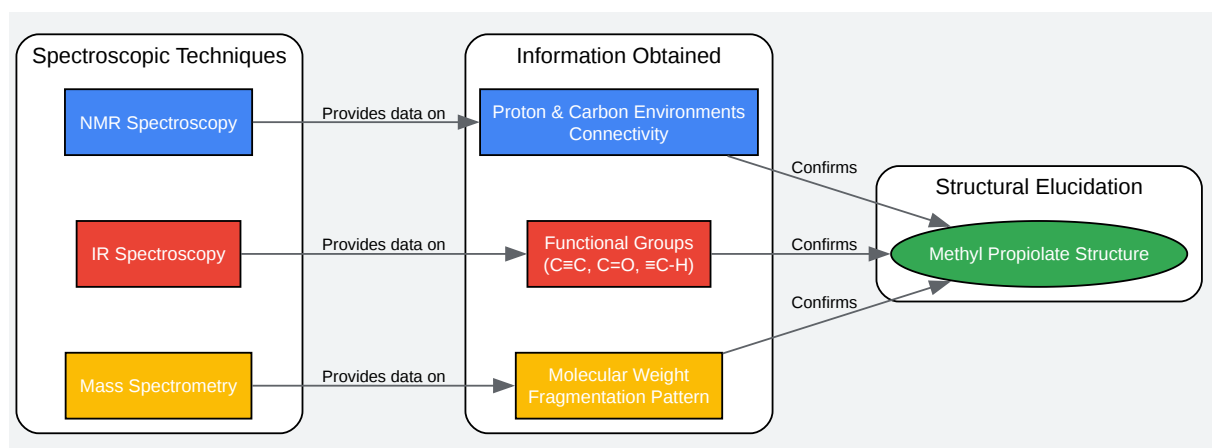 Spectroscopic Techniques
Information Obtained
NMR Spectroscopy
Provides data on
Proton & Carbon Environments
Connectivity
Confirms
Structural Elucidation
IR Spectroscopy
Provides data on
Functional Groups
(C≡C, C=O, ≡C-H)
Confirms
Methyl Propiolate Structure
Confirms
Mass Spectrometry
Provides data on
Molecular Weight
Fragmentation Pattern